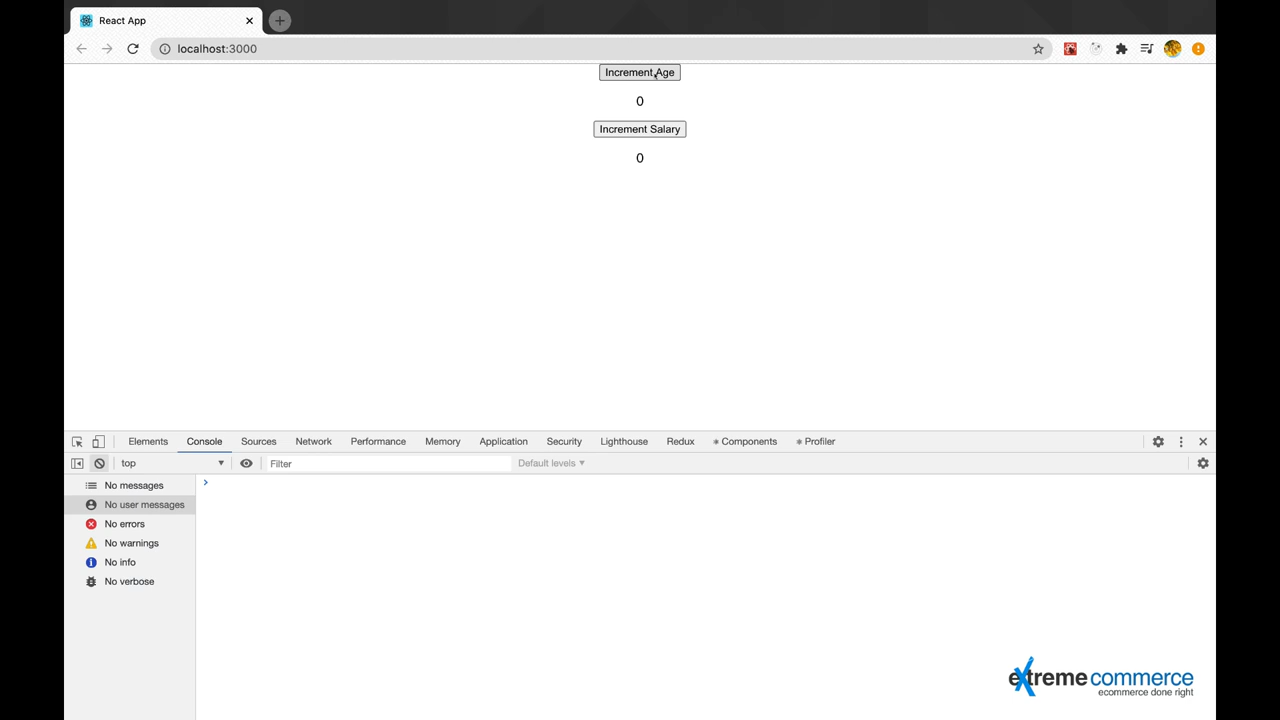 React App
localhost:3000
Increment Age
0
Increment Salary
0
Elements Console Sources Network Performance Memory Application Security Lighthouse Redux Components Profiler
top Filter Default levels
No messages
No user messages
No errors
No warnings
No info
No verbose
extreme commerce
ecommerce done right